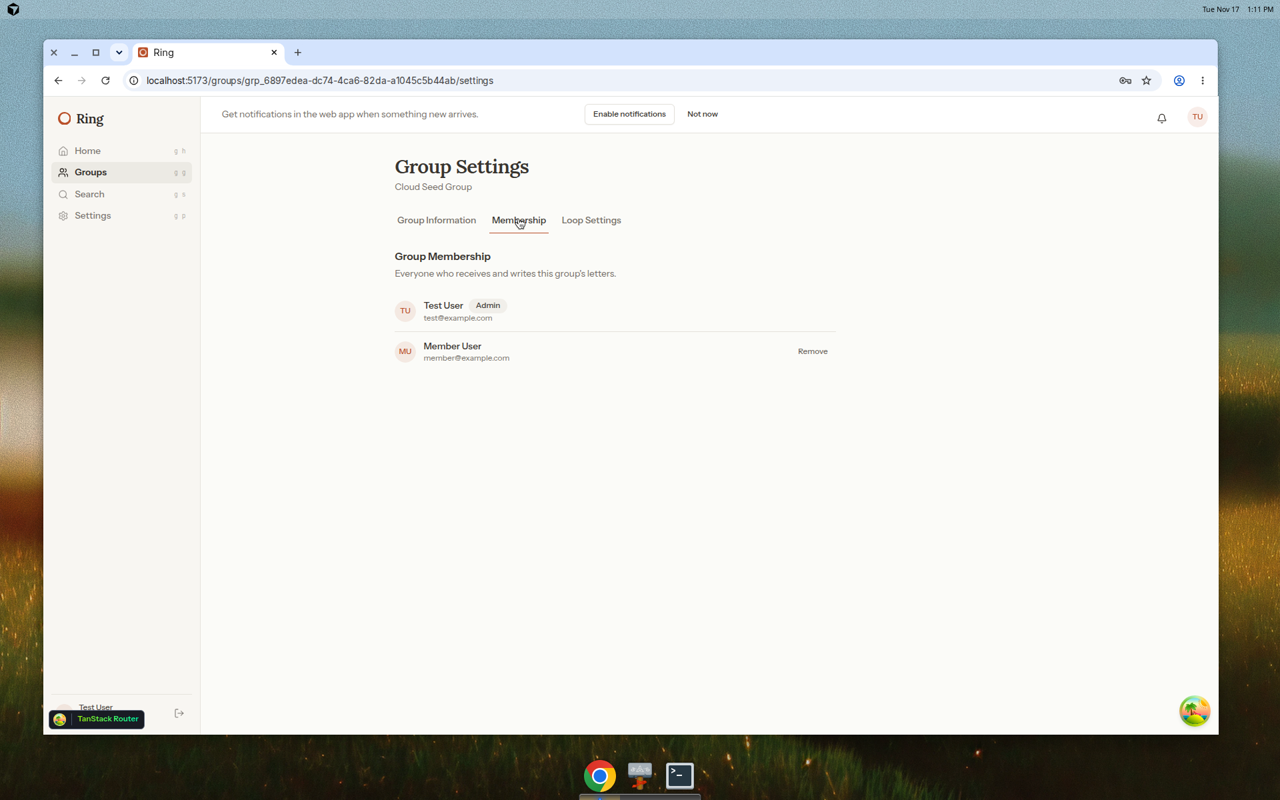 Tue Nov 17 1:11 PM
Ring
localhost:5173/groups/grp_6897edea-dc74-4ca6-82da-a1045c5b44ab/settings
Ring
Get notifications in the web app when something new arrives.
Enable notifications
Not now
TU
Home g h
Groups g g
Search g s
Settings g p
Group Settings
Cloud Seed Group
Group Information
Membership
Loop Settings
Group Membership
Everyone who receives and writes this group's letters.
TU
Test User
Admin
test@example.com
MU
Member User
member@example.com
Remove
Test User
TanStack Router